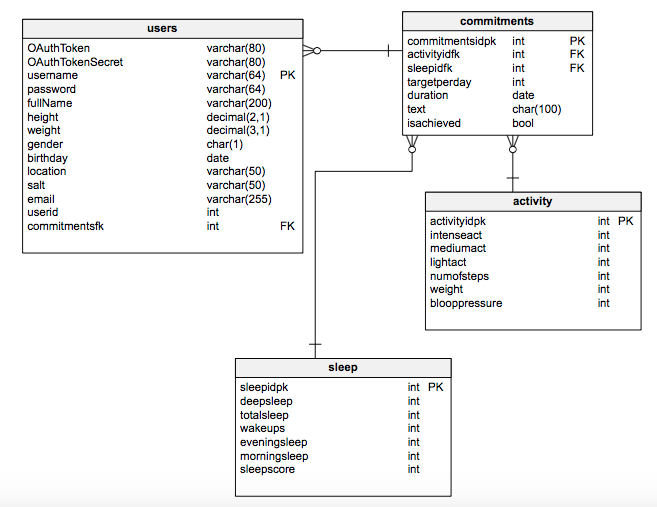 users
OAuthToken varchar(80)
OAuthTokenSecret varchar(80)
username varchar(64) PK
password varchar(64)
fullName varchar(200)
height decimal(2,1)
weight decimal(3,1)
gender char(1)
birthday date
location varchar(50)
salt varchar(50)
email varchar(255)
userid int
commitmentsfk int FK
commitments
commitmentsidpk int PK
activityidfk int FK
sleepidfk int FK
targetperday int
duration date
text char(100)
isachieved bool
activity
activityidpk int PK
intenseact int
mediumact int
lightact int
numofsteps int
weight int
blooppressure int
sleep
sleepidpk int PK
deepsleep int
totalsleep int
wakeups int
eveningsleep int
morningsleep int
sleepscore int